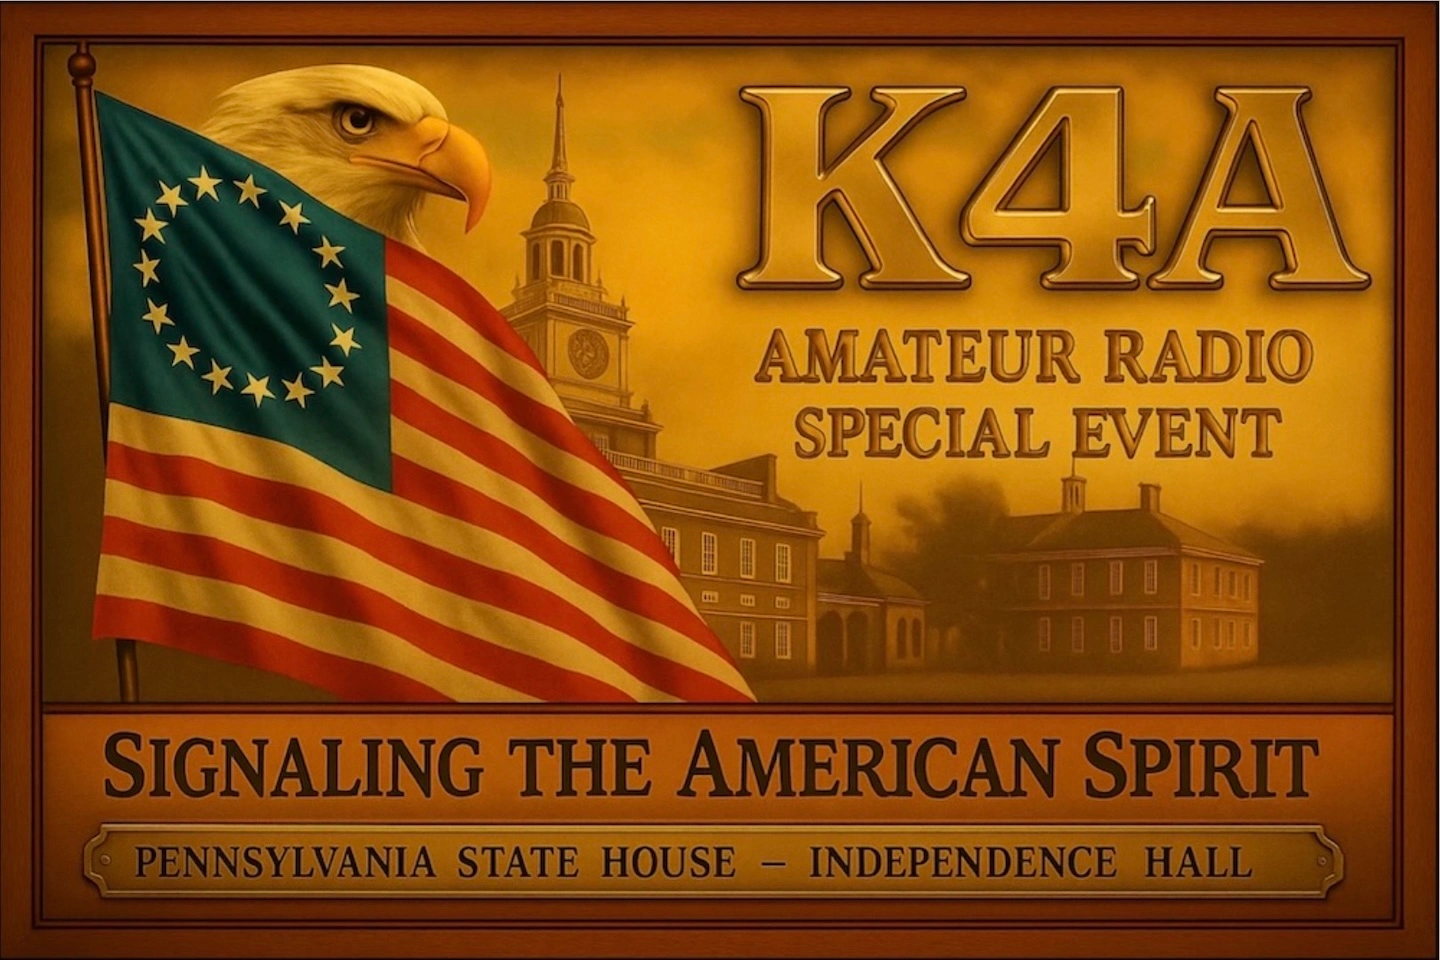 K4A
AMATEUR RADIO
SPECIAL EVENT
SIGNALING THE AMERICAN SPIRIT
PENNSYLVANIA STATE HOUSE – INDEPENDENCE HALL